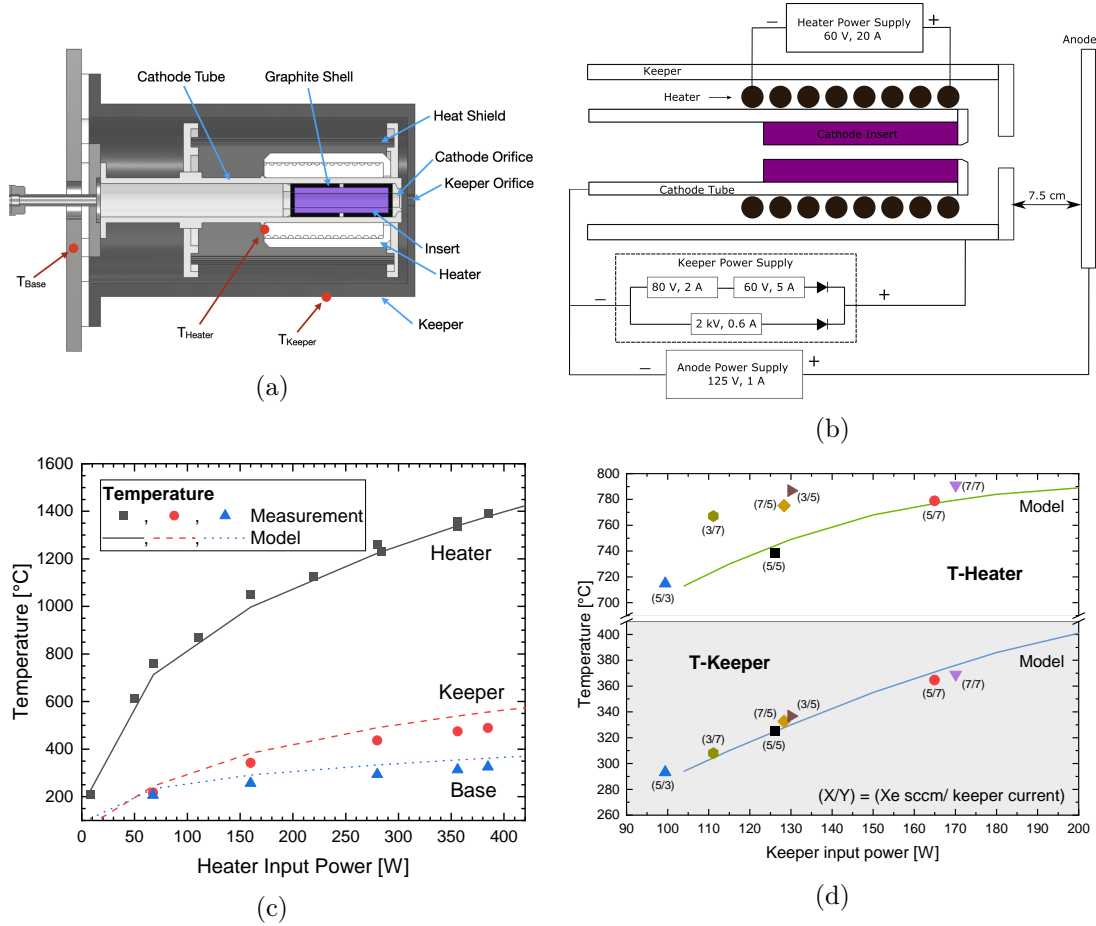 Cathode Tube
Graphite Shell
Heat Shield
Cathode Orifice
Keeper Orifice
Insert
Heater
Keeper
T_Base
T_Heater
T_Keeper
(a)
Heater Power Supply
60 V, 20 A
−
+
Anode
Keeper
Heater
Cathode Insert
Cathode Tube
7.5 cm
Keeper Power Supply
80 V, 2 A
60 V, 5 A
2 kV, 0.6 A
−
+
Anode Power Supply
125 V, 1 A
−
+
(b)
Temperature
, , Measurement
, , Model
Heater
Keeper
Base
Temperature [°C]
1600
1400
1200
1000
800
600
400
200
0 50 100 150 200 250 300 350 400
Heater Input Power [W]
(c)
800
780
760
740
720
700
400
380
360
340
320
300
280
260
Temperature [°C]
(5/3)
(3/7)
(7/5)
(3/5)
(5/5)
(5/7)
(7/7)
Model
T-Heater
T-Keeper
Model
(5/3)
(3/7)
(7/5)
(3/5)
(5/5)
(5/7)
(7/7)
(X/Y) = (Xe sccm/ keeper current)
90 100 110 120 130 140 150 160 170 180 190 200
Keeper input power [W]
(d)